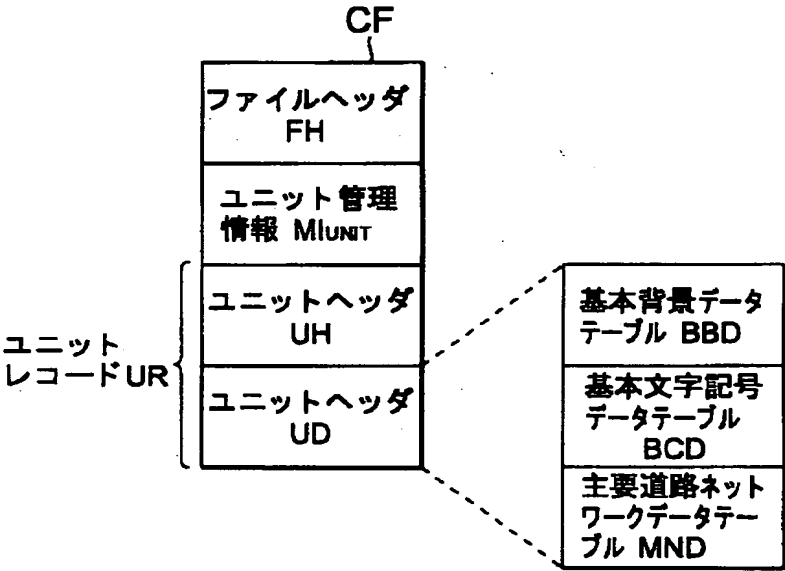 CF
ファイルヘッダ
FH
ユニット管理
情報 MIUNIT
ユニットヘッダ
UH
ユニット
レコードUR
ユニットヘッダ
UD
基本背景データ
テーブル BBD
基本文字記号
データテーブル
BCD
主要道路ネット
ワークデータテー
ブル MND